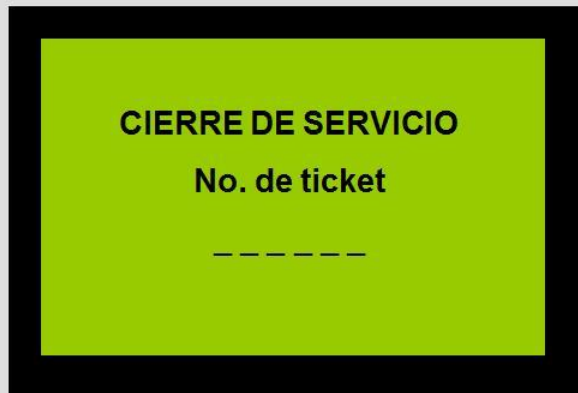 CIERRE DE SERVICIO
No. de ticket
_ _ _ _ _ _